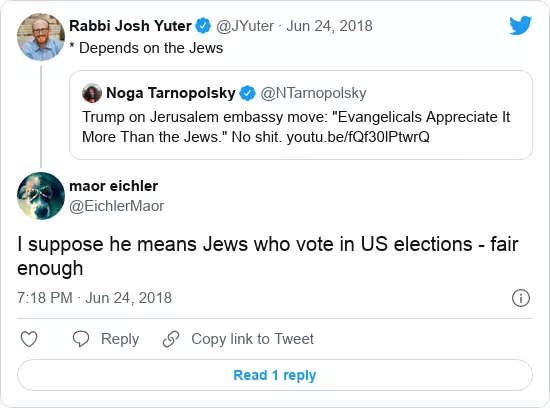 Rabbi Josh Yuter @JYuter · Jun 24, 2018
* Depends on the Jews
Noga Tarnopolsky @NTarnopolsky
Trump on Jerusalem embassy move: "Evangelicals Appreciate It
More Than the Jews." No shit. youtu.be/fQf30lPtwrQ
maor eichler
@EichlerMaor
I suppose he means Jews who vote in US elections - fair
enough
7:18 PM · Jun 24, 2018
Reply Copy link to Tweet
Read 1 reply